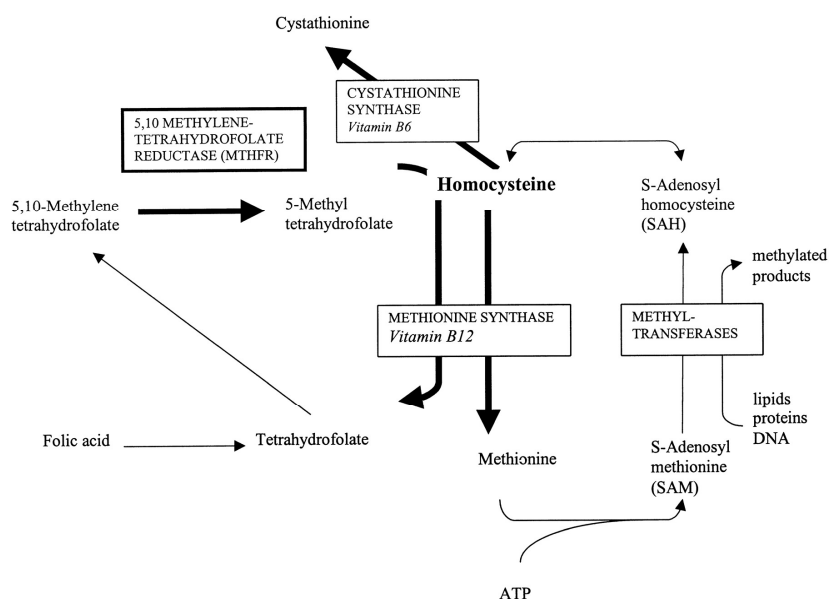 Cystathionine
CYSTATHIONINE
SYNTHASE
Vitamin B6
5,10 METHYLENE-
TETRAHYDROFOLATE
REDUCTASE (MTHFR)
Homocysteine
S-Adenosyl
homocysteine
(SAH)
5,10-Methylene
tetrahydrofolate
5-Methyl
tetrahydrofolate
methylated
products
METHIONINE SYNTHASE
Vitamin B12
METHYL-
TRANSFERASES
lipids
proteins
DNA
Folic acid
Tetrahydrofolate
Methionine
S-Adenosyl
methionine
(SAM)
ATP